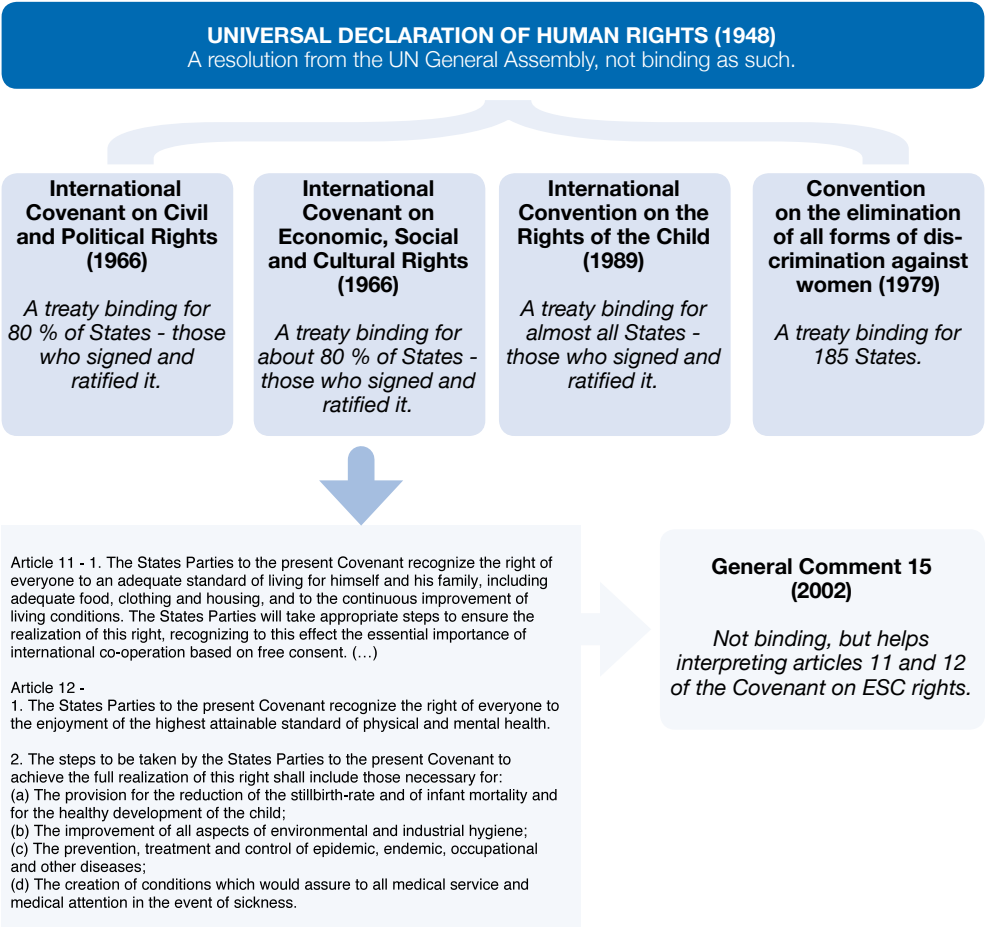 UNIVERSAL DECLARATION OF HUMAN RIGHTS (1948)
A resolution from the UN General Assembly, not binding as such.
International
Covenant on Civil
and Political Rights
(1966)
A treaty binding for
80 % of States - those
who signed and
ratified it.
International
Covenant on
Economic, Social
and Cultural Rights
(1966)
A treaty binding for
about 80 % of States -
those who signed and
ratified it.
International
Convention on the
Rights of the Child
(1989)
A treaty binding for
almost all States -
those who signed and
ratified it.
Convention
on the elimination
of all forms of dis-
crimination against
women (1979)
A treaty binding for
185 States.
Article 11 - 1. The States Parties to the present Covenant recognize the right of
everyone to an adequate standard of living for himself and his family, including
adequate food, clothing and housing, and to the continuous improvement of
living conditions. The States Parties will take appropriate steps to ensure the
realization of this right, recognizing to this effect the essential importance of
international co-operation based on free consent. (…)
Article 12 -
1. The States Parties to the present Covenant recognize the right of everyone to
the enjoyment of the highest attainable standard of physical and mental health.
2. The steps to be taken by the States Parties to the present Covenant to
achieve the full realization of this right shall include those necessary for:
(a) The provision for the reduction of the stillbirth-rate and of infant mortality and
for the healthy development of the child;
(b) The improvement of all aspects of environmental and industrial hygiene;
(c) The prevention, treatment and control of epidemic, endemic, occupational
and other diseases;
(d) The creation of conditions which would assure to all medical service and
medical attention in the event of sickness.
General Comment 15
(2002)
Not binding, but helps
interpreting articles 11 and 12
of the Covenant on ESC rights.